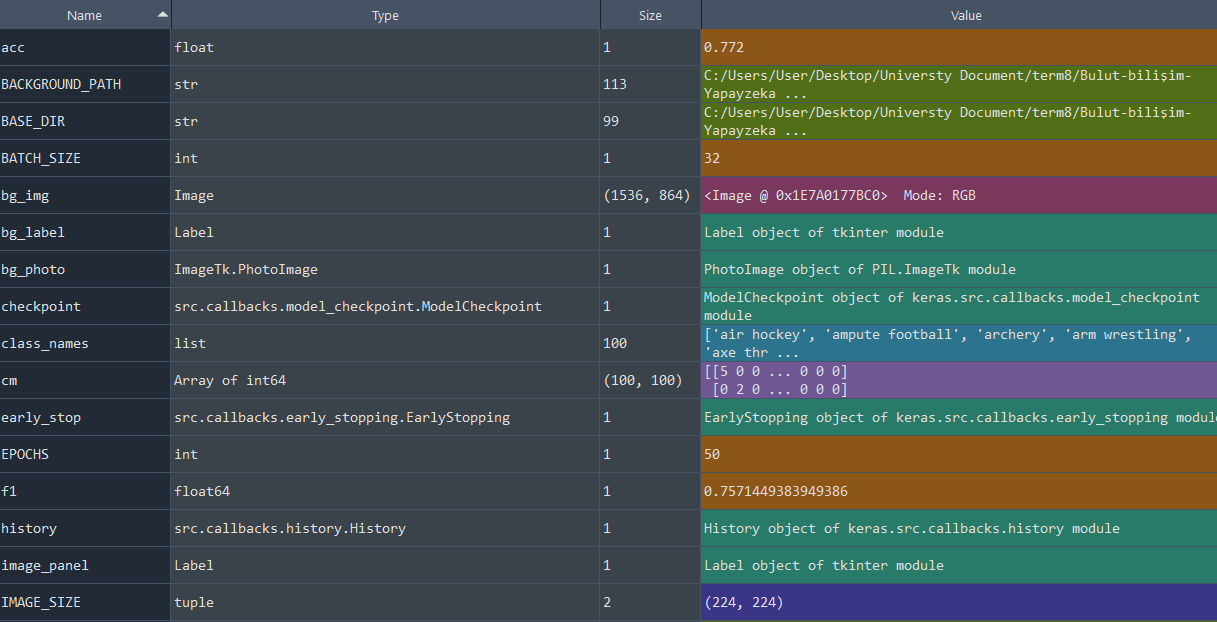 Name Type Size Value
acc float 1 0.772
BACKGROUND_PATH str 113 C:/Users/User/Desktop/Universty Document/term8/Bulut-bilişim-
Yapayzeka ...
BASE_DIR str 99 C:/Users/User/Desktop/Universty Document/term8/Bulut-bilişim-
Yapayzeka ...
BATCH_SIZE int 1 32
bg_img Image (1536, 864) <Image @ 0x1E7A0177BC0> Mode: RGB
bg_label Label 1 Label object of tkinter module
bg_photo ImageTk.PhotoImage 1 PhotoImage object of PIL.ImageTk module
checkpoint src.callbacks.model_checkpoint.ModelCheckpoint 1 ModelCheckpoint object of keras.src.callbacks.model_checkpoint
module
class_names list 100 ['air hockey', 'ampute football', 'archery', 'arm wrestling',
'axe thr ...
cm Array of int64 (100, 100) [[5 0 0 ... 0 0 0]
[0 2 0 ... 0 0 0]
early_stop src.callbacks.early_stopping.EarlyStopping 1 EarlyStopping object of keras.src.callbacks.early_stopping modul
EPOCHS int 1 50
f1 float64 1 0.7571449383949386
history src.callbacks.history.History 1 History object of keras.src.callbacks.history module
image_panel Label 1 Label object of tkinter module
IMAGE_SIZE tuple 2 (224, 224)